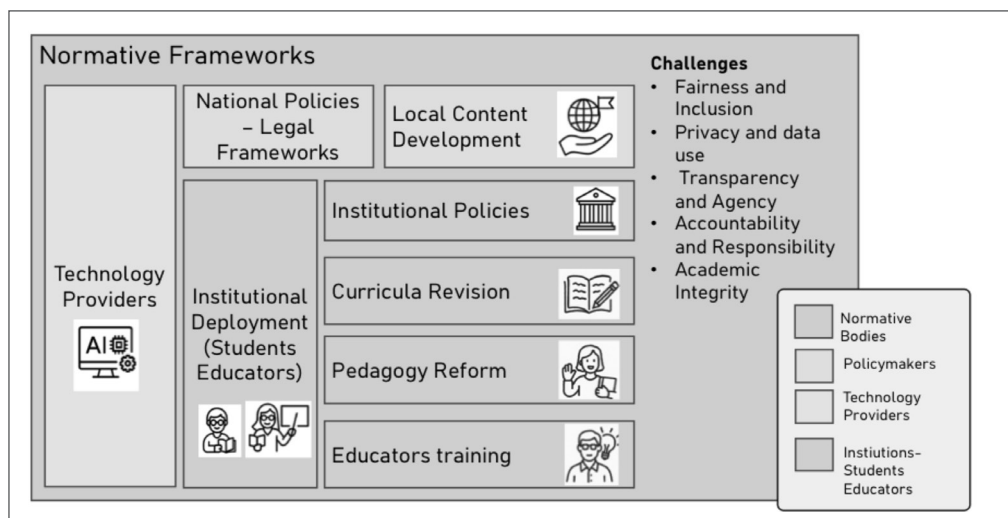 Normative Frameworks
Technology
Providers
AI
National Policies
– Legal
Frameworks
Local Content
Development
Institutional
Deployment
(Students
Educators)
Institutional Policies
Curricula Revision
Pedagogy Reform
Educators training
Challenges
• Fairness and
Inclusion
• Privacy and data
use
• Transparency
and Agency
• Accountability
and Responsibility
• Academic
Integrity
Normative
Bodies
Policymakers
Technology
Providers
Instiutions-
Students
Educators